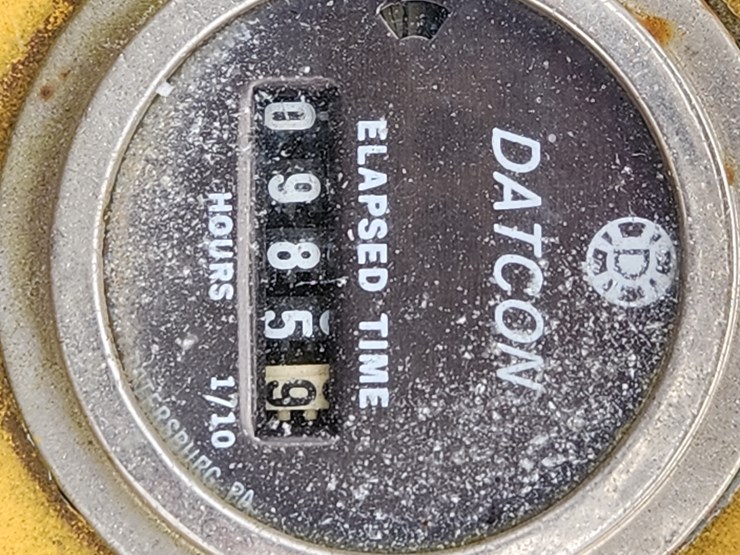 D
DATCON
ELAPSED TIME
09859
HOURS 1/10